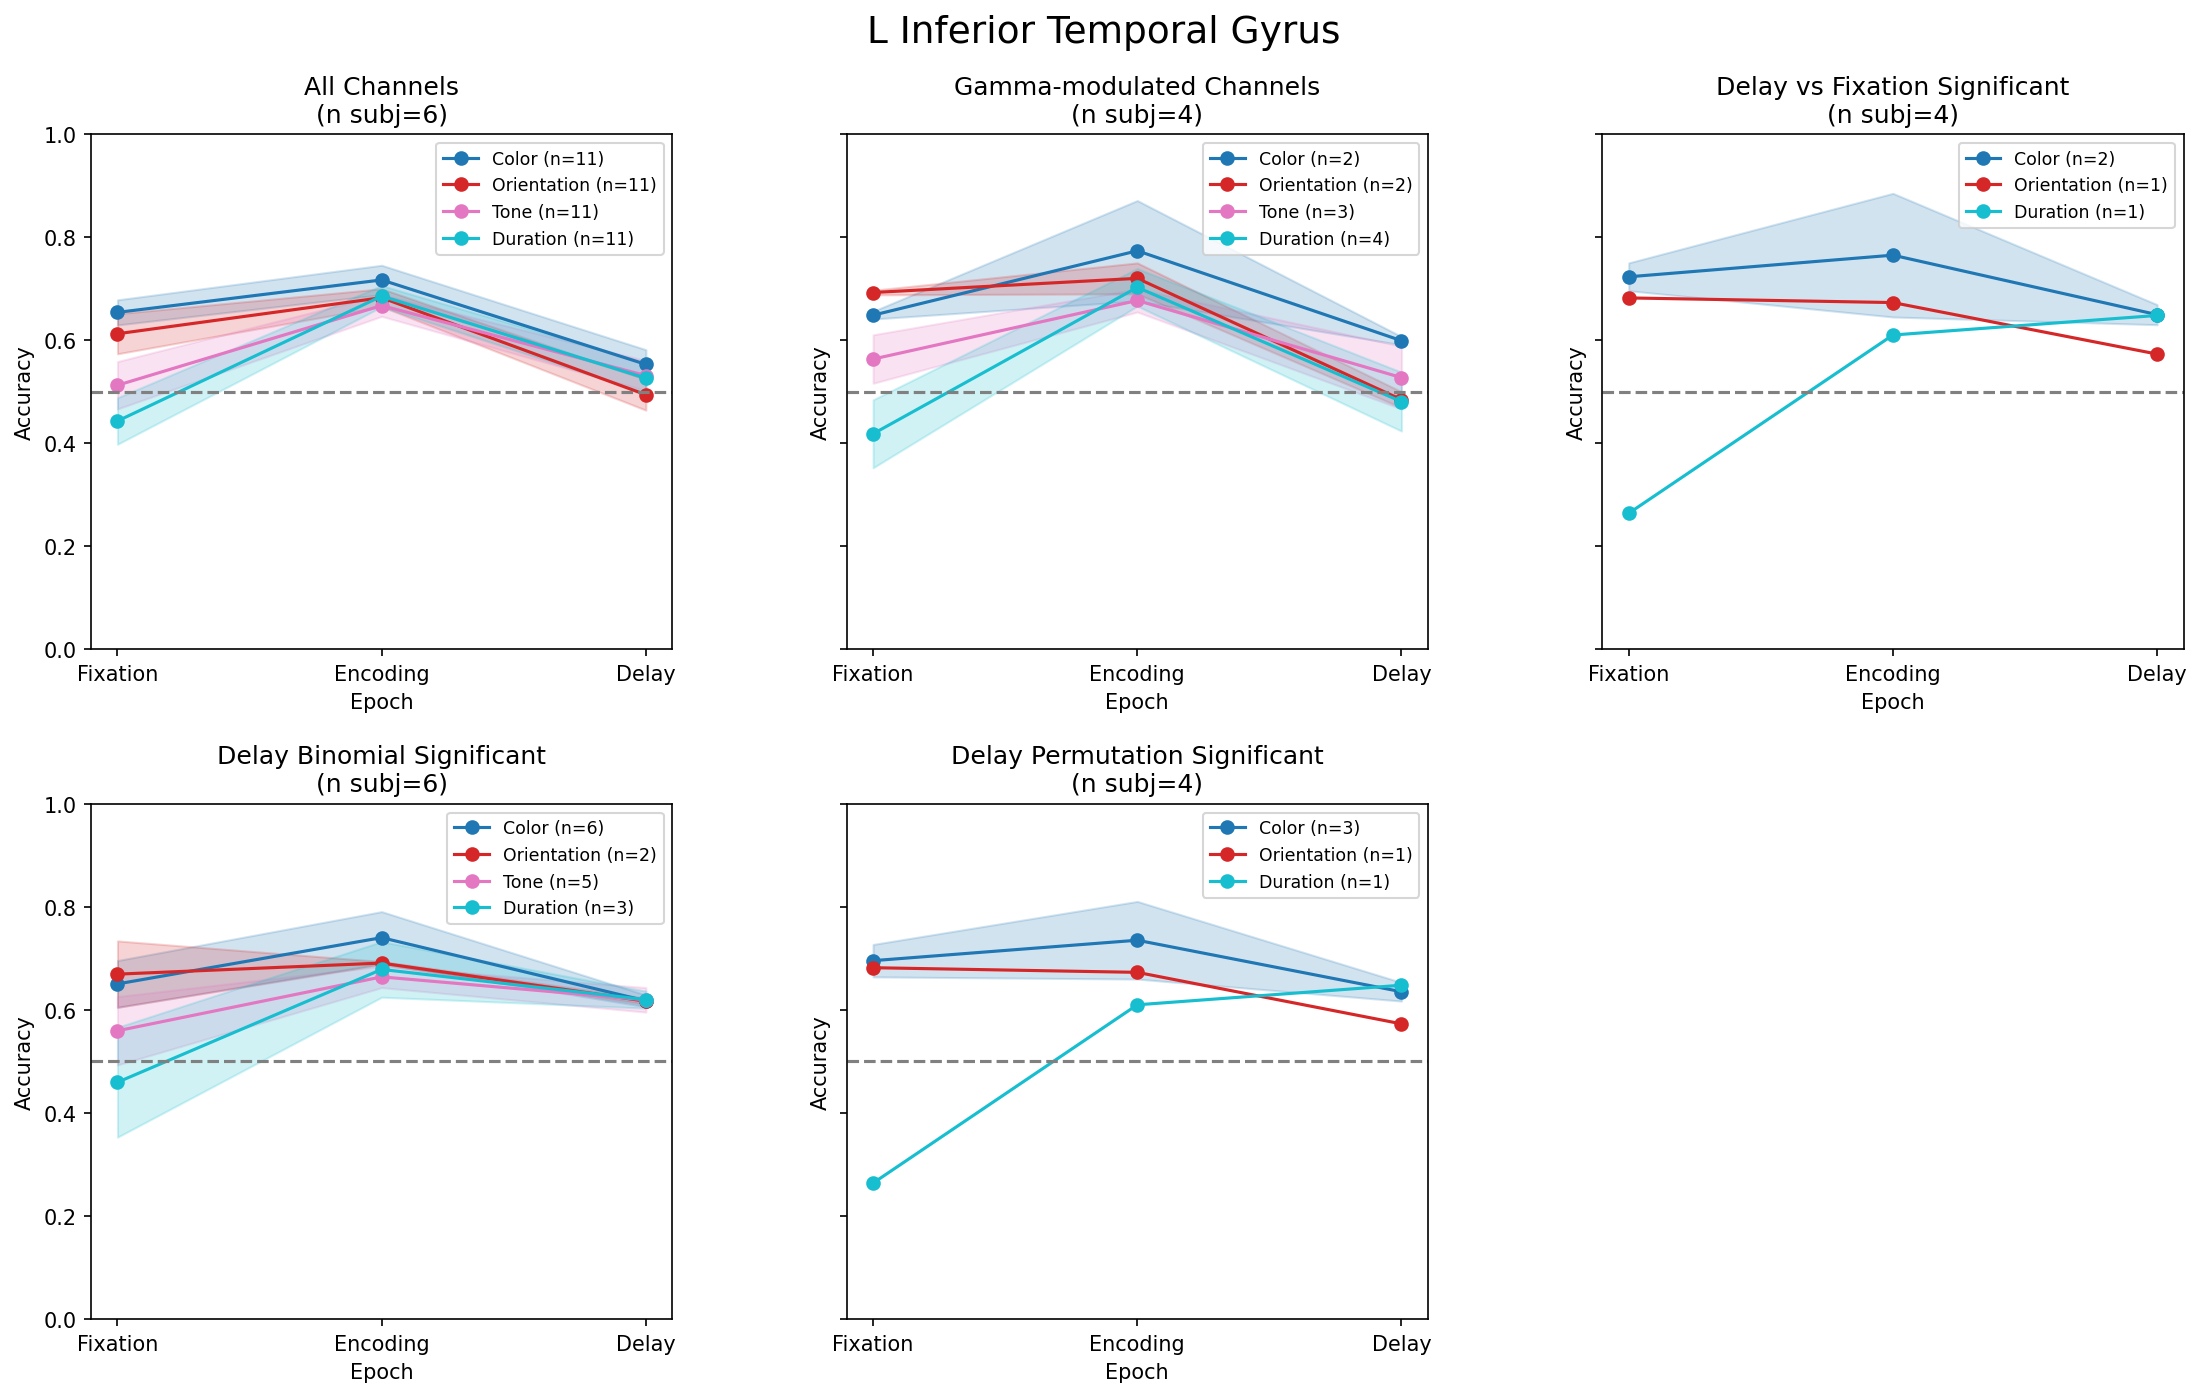 L Inferior Temporal Gyrus
All Channels
(n subj=6)
1.0
0.8
0.6
0.4
0.2
0.0
Accuracy
Color (n=11)
Orientation (n=11)
Tone (n=11)
Duration (n=11)
Fixation
Encoding
Delay
Epoch
Gamma-modulated Channels
(n subj=4)
Accuracy
Color (n=2)
Orientation (n=2)
Tone (n=3)
Duration (n=4)
Fixation
Encoding
Delay
Epoch
Delay vs Fixation Significant
(n subj=4)
Accuracy
Color (n=2)
Orientation (n=1)
Duration (n=1)
Fixation
Encoding
Delay
Epoch
Delay Binomial Significant
(n subj=6)
1.0
0.8
0.6
0.4
0.2
0.0
Accuracy
Color (n=6)
Orientation (n=2)
Tone (n=5)
Duration (n=3)
Fixation
Encoding
Delay
Epoch
Delay Permutation Significant
(n subj=4)
Accuracy
Color (n=3)
Orientation (n=1)
Duration (n=1)
Fixation
Encoding
Delay
Epoch